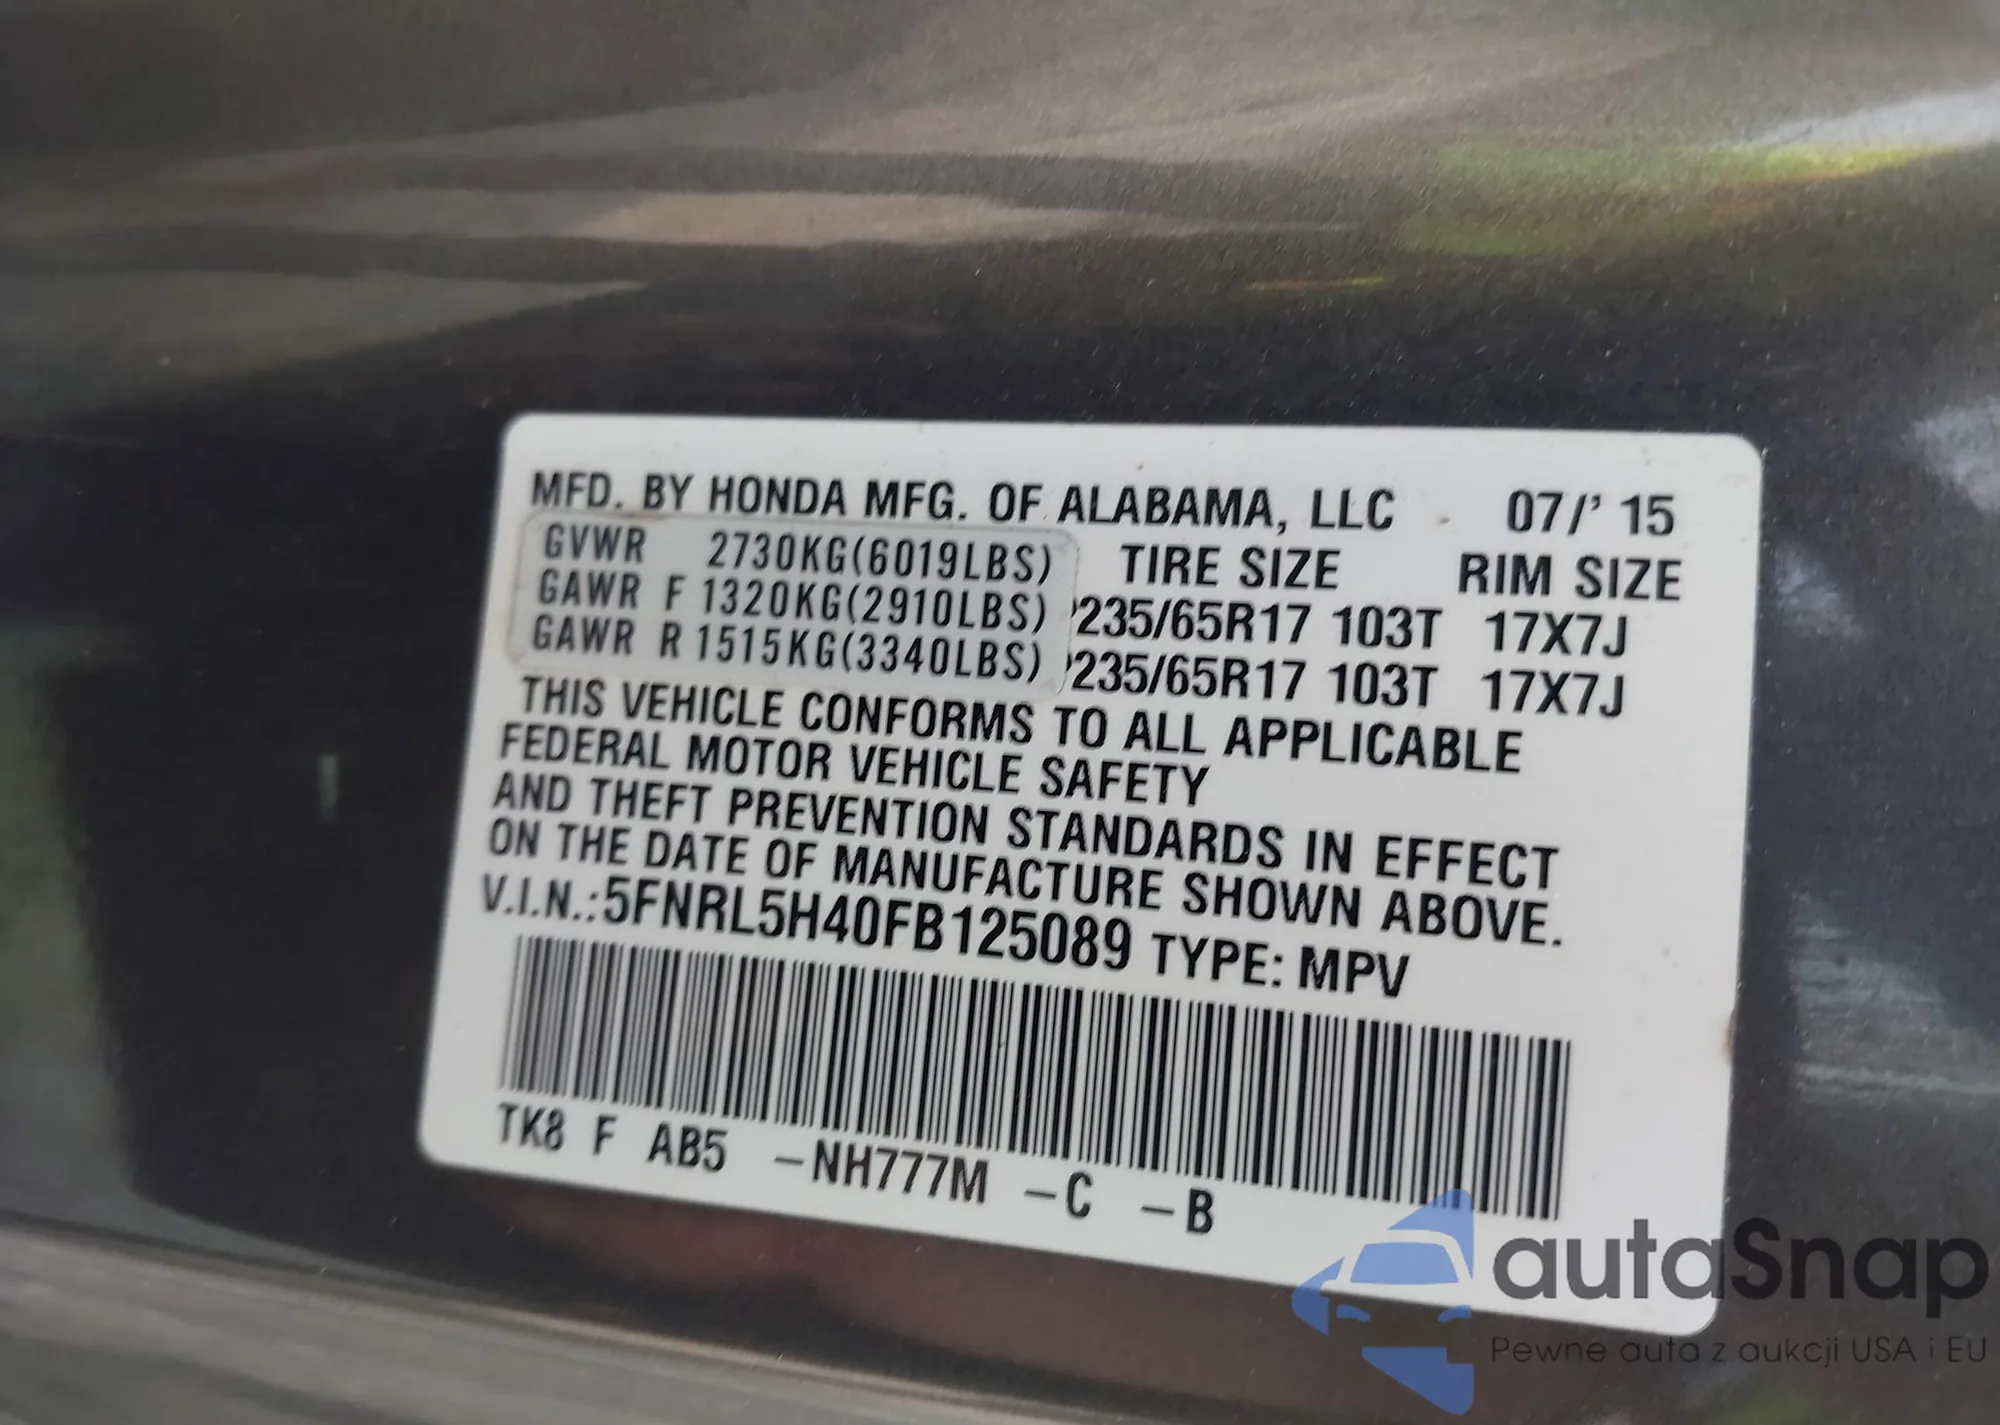 MFD. BY HONDA MFG. OF ALABAMA, LLC 07/' 15
GVWR 2730KG(6019LBS) TIRE SIZE RIM SIZE
GAWR F 1320KG(2910LBS) P235/65R17 103T 17X7J
GAWR R 1515KG(3340LBS) P235/65R17 103T 17X7J
THIS VEHICLE CONFORMS TO ALL APPLICABLE
FEDERAL MOTOR VEHICLE SAFETY
AND THEFT PREVENTION STANDARDS IN EFFECT
ON THE DATE OF MANUFACTURE SHOWN ABOVE.
V.I.N.:5FNRL5H40FB125089 TYPE: MPV
TK8 F AB5 –NH777M –C –B
autaSnap
Pewne auta z aukcji USA i EU